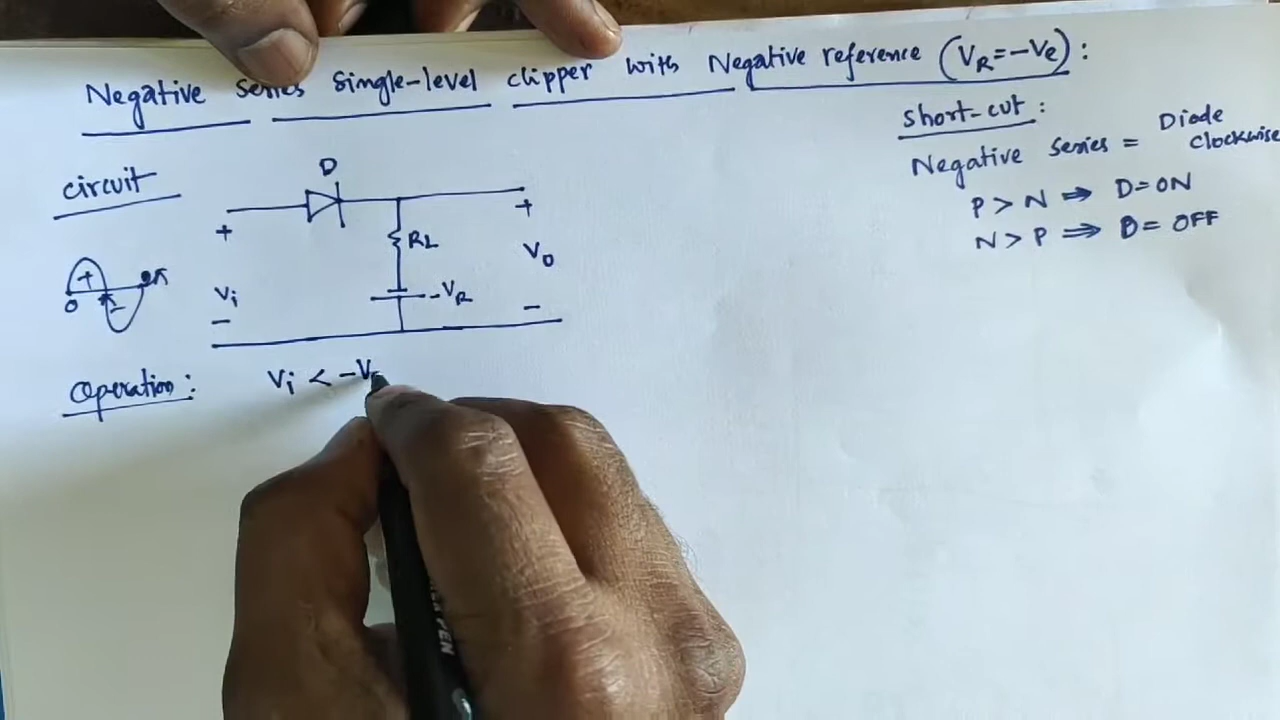 Negative Series Single-level clipper with Negative reference (VR=-Ve):
short-cut:
Negative Series = Diode clockwise
P > N ⇒ D=ON
N > P ⇒ D= OFF
circuit
D
+
+
RL
Vo
+
-
0
Vi
-VR
-
-
Operation: Vi < -V